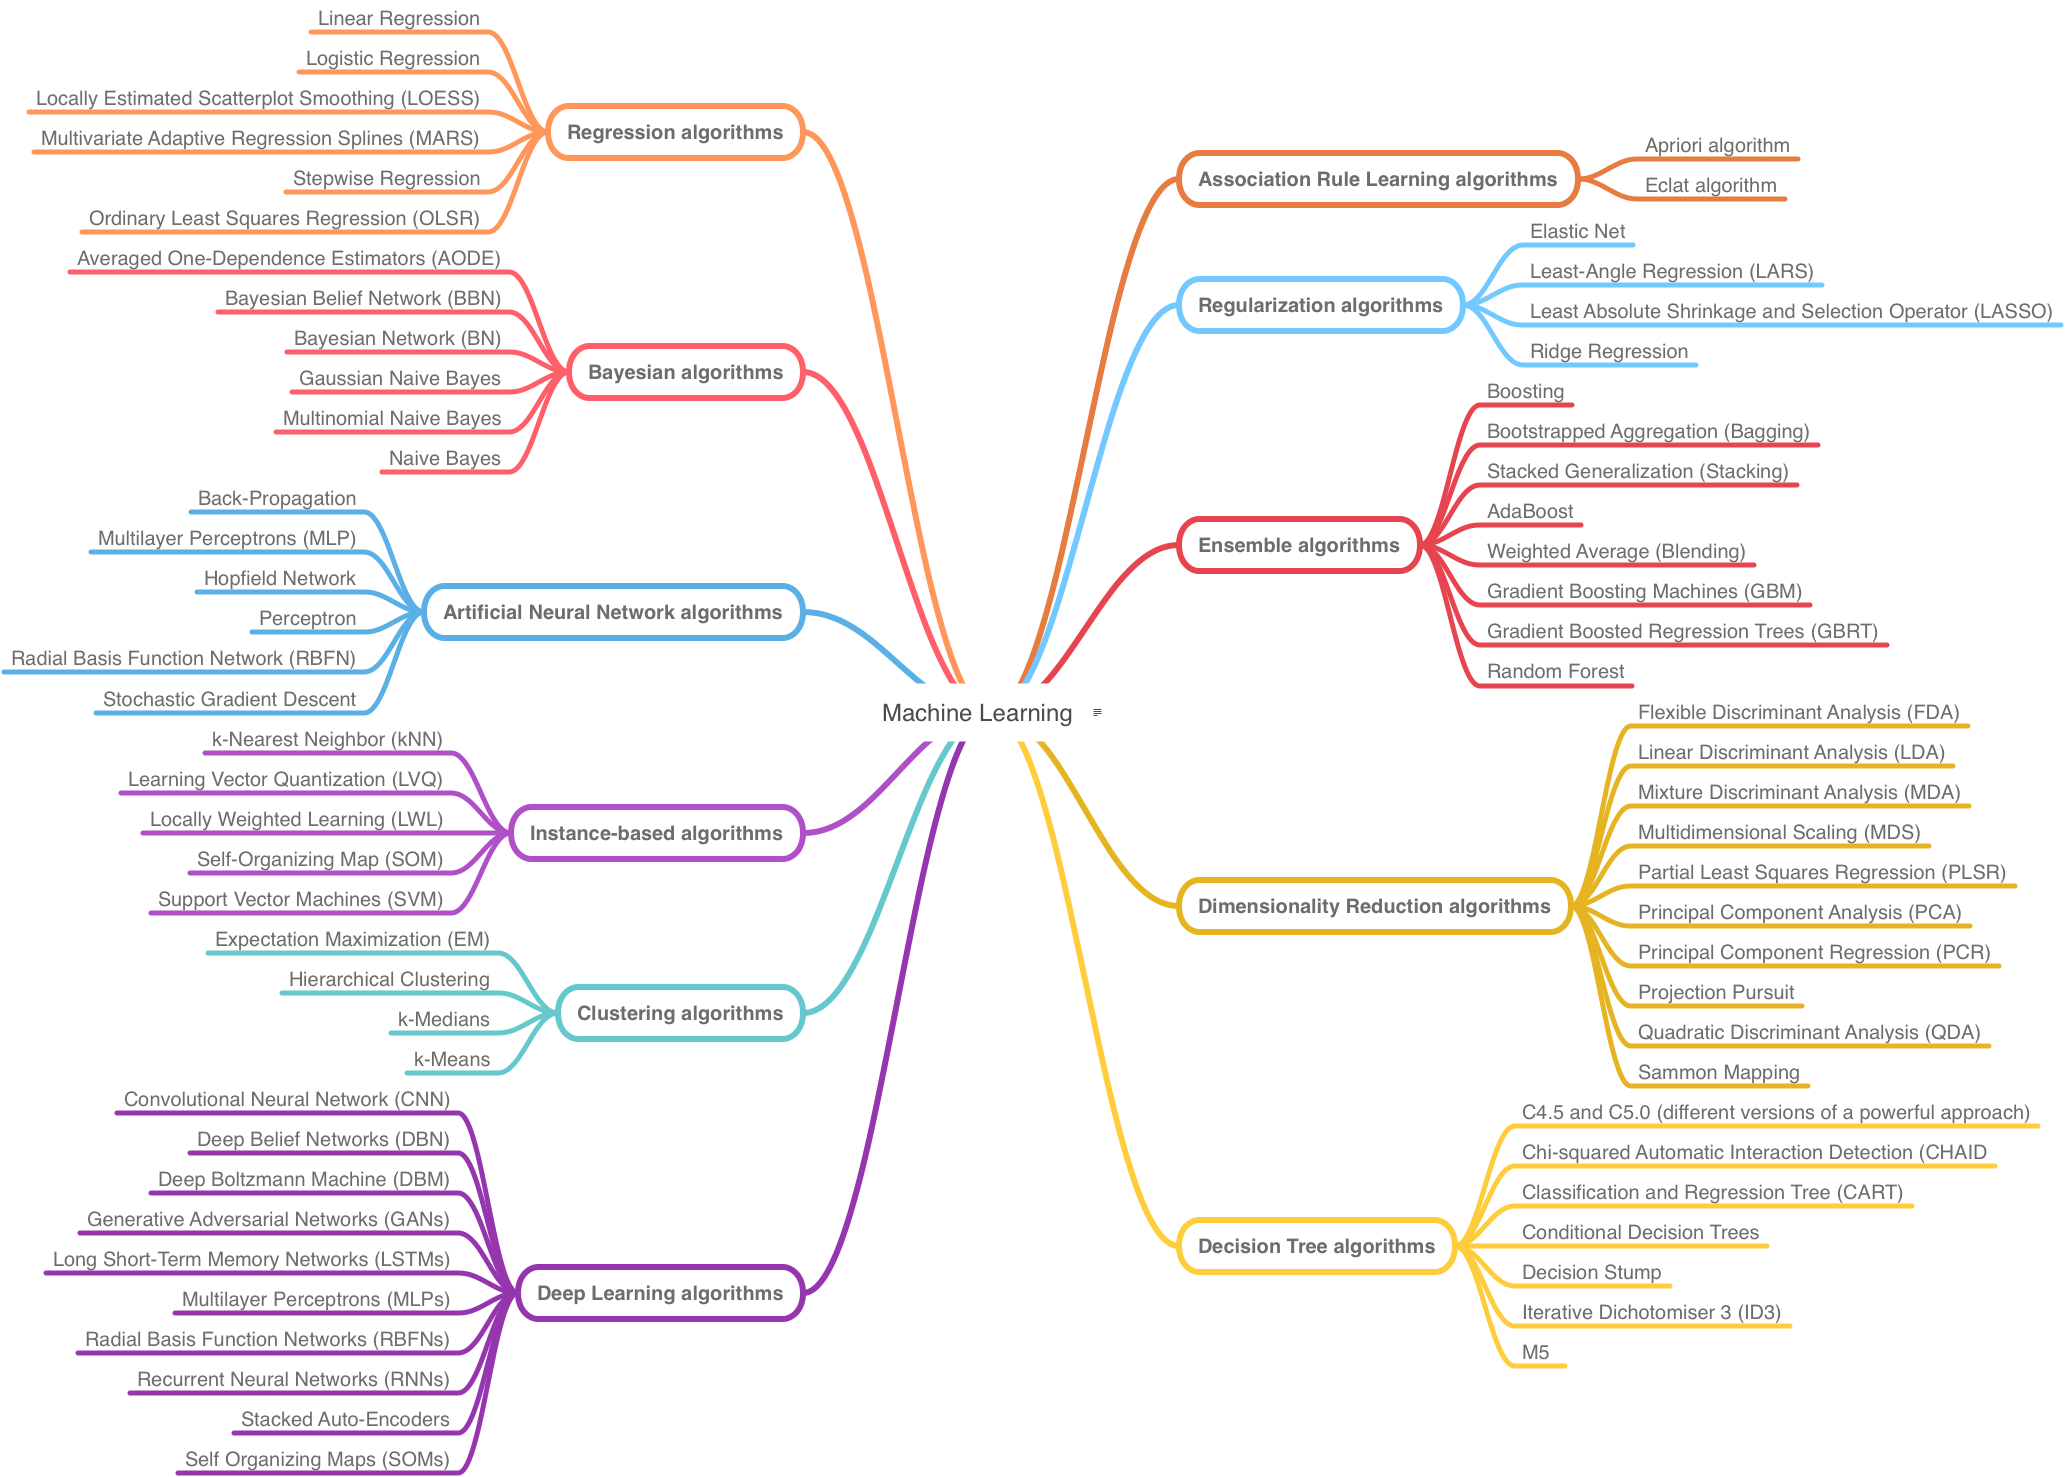 Machine Learning
Regression algorithms
Linear Regression
Logistic Regression
Locally Estimated Scatterplot Smoothing (LOESS)
Multivariate Adaptive Regression Splines (MARS)
Stepwise Regression
Ordinary Least Squares Regression (OLSR)
Bayesian algorithms
Averaged One-Dependence Estimators (AODE)
Bayesian Belief Network (BBN)
Bayesian Network (BN)
Gaussian Naive Bayes
Multinomial Naive Bayes
Naive Bayes
Artificial Neural Network algorithms
Back-Propagation
Multilayer Perceptrons (MLP)
Hopfield Network
Perceptron
Radial Basis Function Network (RBFN)
Stochastic Gradient Descent
Instance-based algorithms
k-Nearest Neighbor (kNN)
Learning Vector Quantization (LVQ)
Locally Weighted Learning (LWL)
Self-Organizing Map (SOM)
Support Vector Machines (SVM)
Clustering algorithms
Expectation Maximization (EM)
Hierarchical Clustering
k-Medians
k-Means
Deep Learning algorithms
Convolutional Neural Network (CNN)
Deep Belief Networks (DBN)
Deep Boltzmann Machine (DBM)
Generative Adversarial Networks (GANs)
Long Short-Term Memory Networks (LSTMs)
Multilayer Perceptrons (MLPs)
Radial Basis Function Networks (RBFNs)
Recurrent Neural Networks (RNNs)
Stacked Auto-Encoders
Self Organizing Maps (SOMs)
Association Rule Learning algorithms
Apriori algorithm
Eclat algorithm
Regularization algorithms
Elastic Net
Least-Angle Regression (LARS)
Least Absolute Shrinkage and Selection Operator (LASSO)
Ridge Regression
Ensemble algorithms
Boosting
Bootstrapped Aggregation (Bagging)
Stacked Generalization (Stacking)
AdaBoost
Weighted Average (Blending)
Gradient Boosting Machines (GBM)
Gradient Boosted Regression Trees (GBRT)
Random Forest
Dimensionality Reduction algorithms
Flexible Discriminant Analysis (FDA)
Linear Discriminant Analysis (LDA)
Mixture Discriminant Analysis (MDA)
Multidimensional Scaling (MDS)
Partial Least Squares Regression (PLSR)
Principal Component Analysis (PCA)
Principal Component Regression (PCR)
Projection Pursuit
Quadratic Discriminant Analysis (QDA)
Sammon Mapping
Decision Tree algorithms
C4.5 and C5.0 (different versions of a powerful approach)
Chi-squared Automatic Interaction Detection (CHAID
Classification and Regression Tree (CART)
Conditional Decision Trees
Decision Stump
Iterative Dichotomiser 3 (ID3)
M5